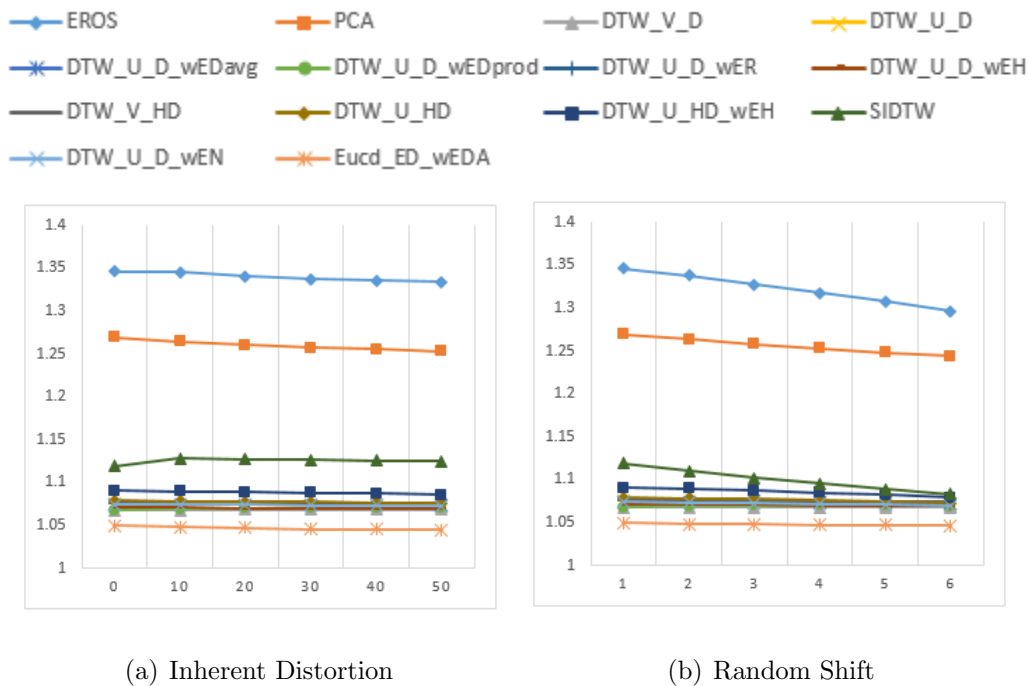 EROS PCA DTW_V_D DTW_U_D
DTW_U_D_wEDavg DTW_U_D_wEDprod DTW_U_D_wER DTW_U_D_wEH
DTW_V_HD DTW_U_HD DTW_U_HD_wEH SIDTW
DTW_U_D_wEN Eucd_ED_wEDA
1.4
1.35
1.3
1.25
1.2
1.15
1.1
1.05
1
0 10 20 30 40 50
1.4
1.35
1.3
1.25
1.2
1.15
1.1
1.05
1
1 2 3 4 5 6
(a) Inherent Distortion
(b) Random Shift